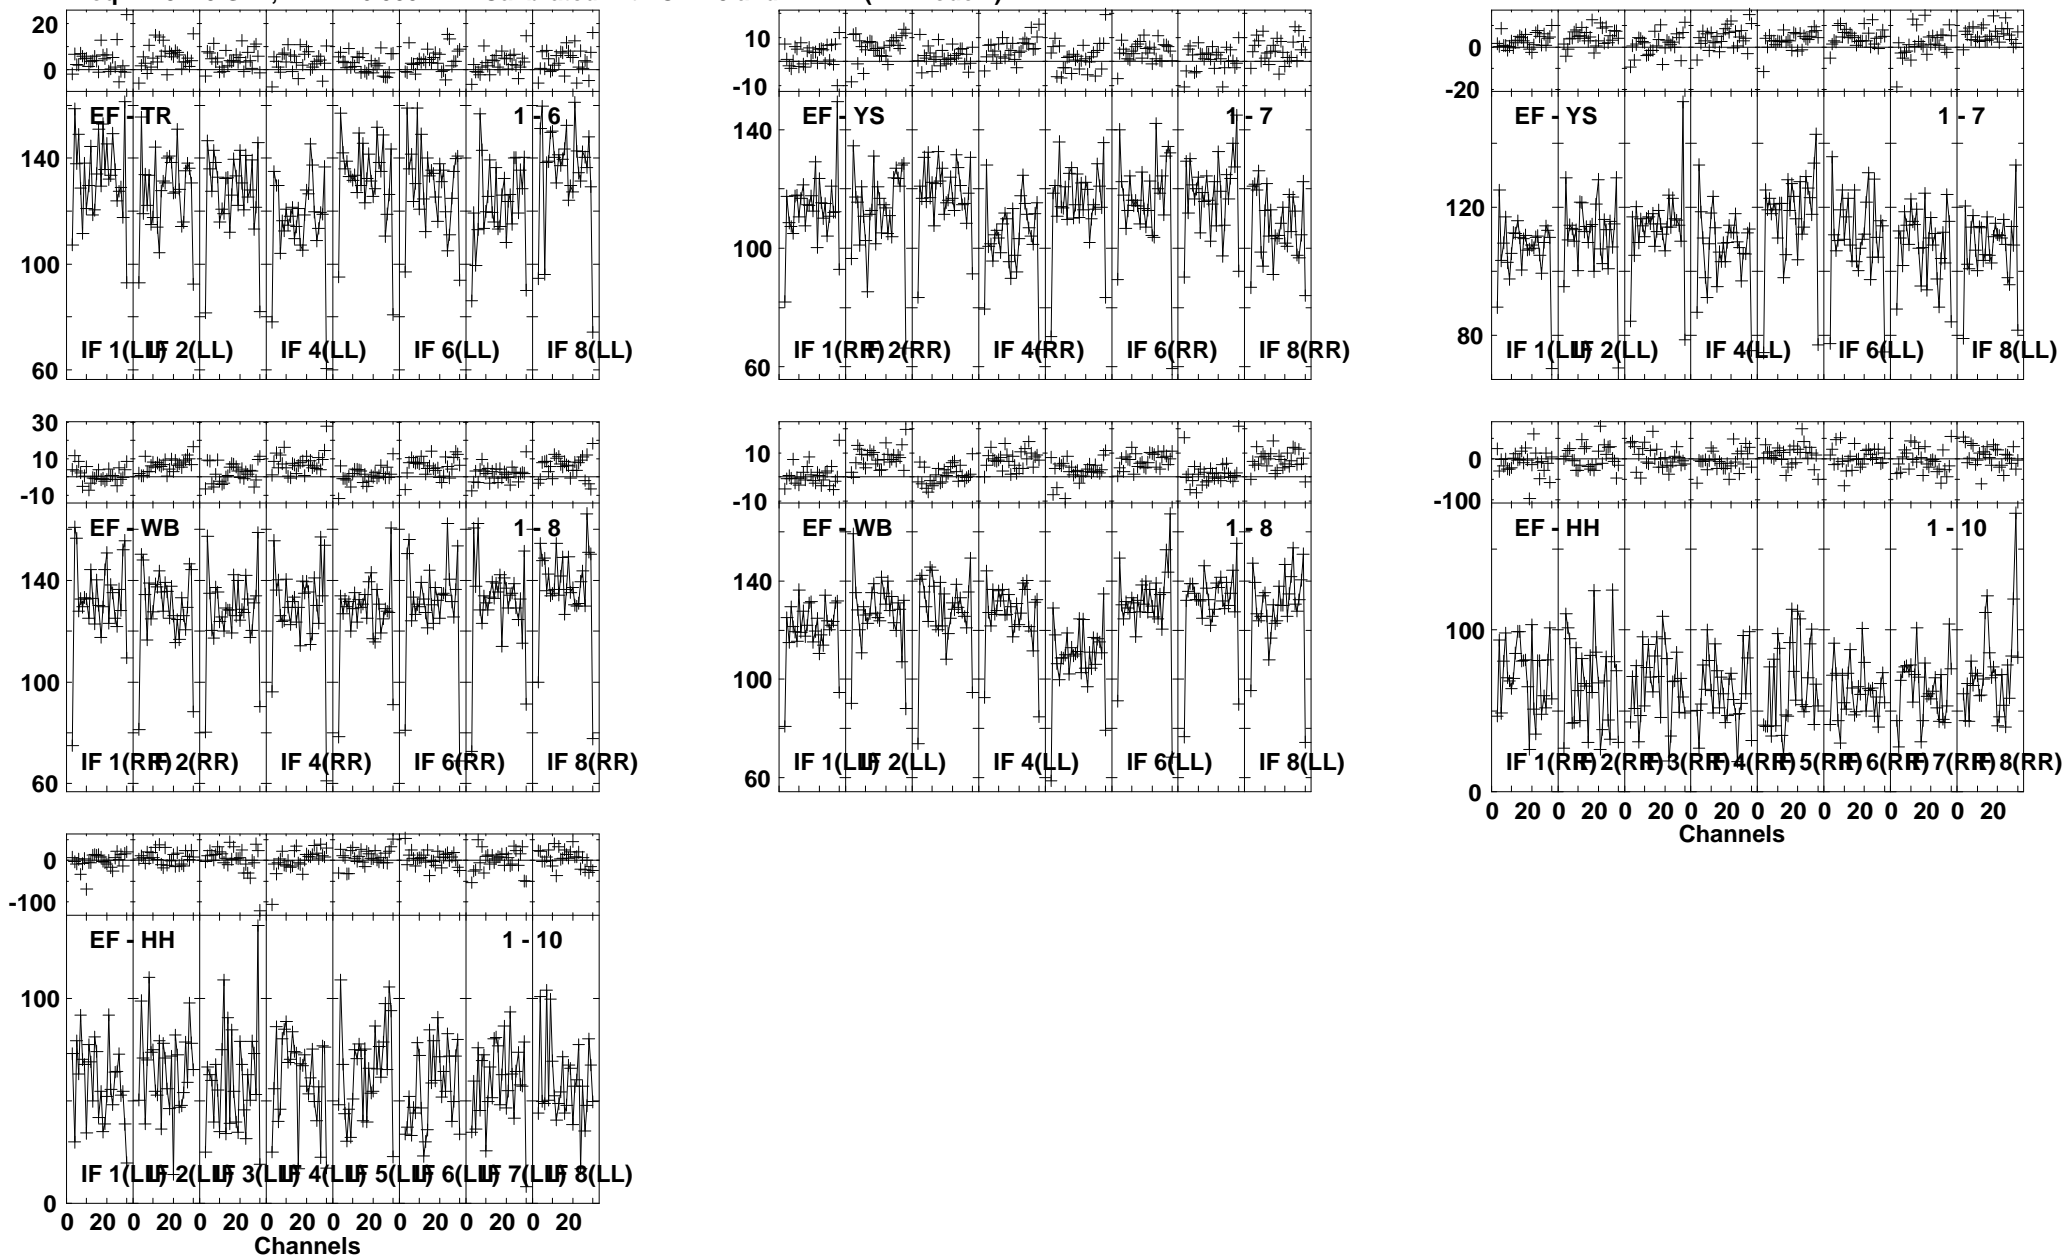 20
0
EF - TR 1 - 6
140
100
60
IF 1(LL) IF 2(LL) IF 4(LL) IF 6(LL) IF 8(LL)
10
-10
EF - YS 1 - 7
140
100
60
IF 1(RR) IF 2(RR) IF 4(RR) IF 6(RR) IF 8(RR)
0
-20
EF - YS 1 - 7
120
80
IF 1(LL) IF 2(LL) IF 4(LL) IF 6(LL) IF 8(LL)
30
10
-10
EF - WB 1 - 8
140
100
60
IF 1(RR) IF 2(RR) IF 4(RR) IF 6(RR) IF 8(RR)
10
-10
EF - WB 1 - 8
140
100
60
IF 1(LL) IF 2(LL) IF 4(LL) IF 6(LL) IF 8(LL)
0
-100
EF - HH 1 - 10
100
0
IF 1(RR) IF 2(RR) IF 3(RR) IF 4(RR) IF 5(RR) IF 6(RR) IF 7(RR) IF 8(RR)
0 20 0 20 0 20 0 20 0 20 0 20 0 20 0 20
Channels
0
-100
EF - HH 1 - 10
100
0
IF 1(LL) IF 2(LL) IF 3(LL) IF 4(LL) IF 5(LL) IF 6(LL) IF 7(LL) IF 8(LL)
0 20 0 20 0 20 0 20 0 20 0 20 0 20 0 20
Channels